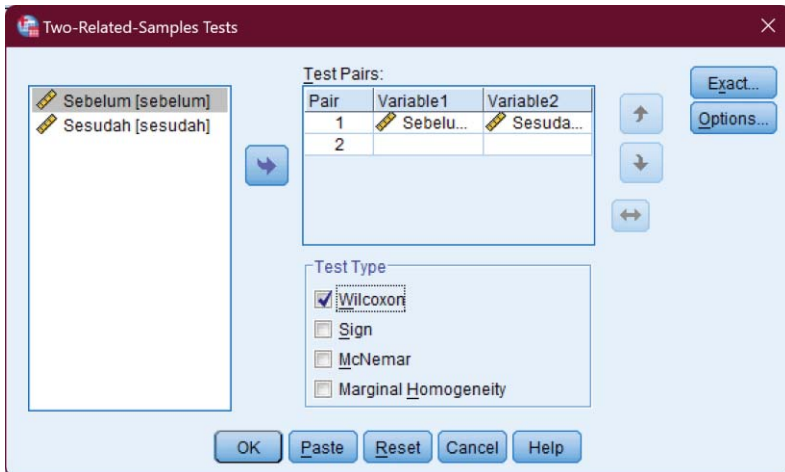 Two-Related-Samples Tests
Sebelum [sebelum]
Sesudah [sesudah]
Test Pairs:
Pair Variable1 Variable2
1 Sebelu... Sesuda...
2
Exact...
Options...
Test Type
Wilcoxon
Sign
McNemar
Marginal Homogeneity
OK Paste Reset Cancel Help